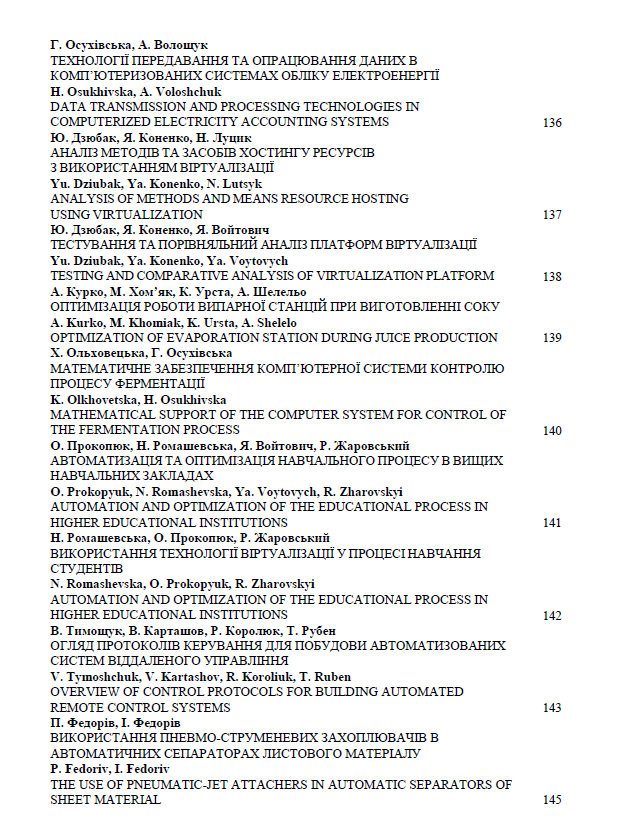 Г. Осухівська, А. Волощук
ТЕХНОЛОГІЇ ПЕРЕДАВАННЯ ТА ОПРАЦЮВАННЯ ДАНИХ В
КОМП’ЮТЕРИЗОВАНИХ СИСТЕМАХ ОБЛІКУ ЕЛЕКТРОЕНЕРГІЇ
H. Osukhivska, A. Voloshchuk
DATA TRANSMISSION AND PROCESSING TECHNOLOGIES IN
COMPUTERIZED ELECTRICITY ACCOUNTING SYSTEMS 136
Ю. Дзюбак, Я. Коненко, Н. Луцик
АНАЛІЗ МЕТОДІВ ТА ЗАСОБІВ ХОСТИНГУ РЕСУРСІВ
З ВИКОРИСТАННЯМ ВІРТУАЛІЗАЦІЇ
Yu. Dziubak, Ya. Konenko, N. Lutsyk
ANALYSIS OF METHODS AND MEANS RESOURCE HOSTING
USING VIRTUALIZATION 137
Ю. Дзюбак, Я. Коненко, Я. Войтович
ТЕСТУВАННЯ ТА ПОРІВНЯЛЬНИЙ АНАЛІЗ ПЛАТФОРМ ВІРТУАЛІЗАЦІЇ
Yu. Dziubak, Ya. Konenko, Ya. Voytovych
TESTING AND COMPARATIVE ANALYSIS OF VIRTUALIZATION PLATFORM 138
А. Курко, М. Хом’як, К. Урста, А. Шелельо
ОПТИМІЗАЦІЯ РОБОТИ ВИПАРНОЇ СТАНЦІЙ ПРИ ВИГОТОВЛЕННІ СОКУ
A. Kurko, M. Khomiak, K. Ursta, A. Shelelo
OPTIMIZATION OF EVAPORATION STATION DURING JUICE PRODUCTION 139
Х. Ольховецька, Г. Осухівська
МАТЕМАТИЧНЕ ЗАБЕЗПЕЧЕННЯ КОМП’ЮТЕРНОЇ СИСТЕМИ КОНТРОЛЮ
ПРОЦЕСУ ФЕРМЕНТАЦІЇ
K. Olkhovetska, H. Osukhivska
MATHEMATICAL SUPPORT OF THE COMPUTER SYSTEM FOR CONTROL OF
THE FERMENTATION PROCESS 140
О. Прокопюк, Н. Ромашевська, Я. Войтович, Р. Жаровський
АВТОМАТИЗАЦІЯ ТА ОПТИМІЗАЦІЯ НАВЧАЛЬНОГО ПРОЦЕСУ В ВИЩИХ
НАВЧАЛЬНИХ ЗАКЛАДАХ
O. Prokopyuk, N. Romashevska, Ya. Voytovych, R. Zharovskyi
AUTOMATION AND OPTIMIZATION OF THE EDUCATIONAL PROCESS IN
HIGHER EDUCATIONAL INSTITUTIONS 141
Н. Ромашевська, О. Прокопюк, Р. Жаровський
ВИКОРИСТАННЯ ТЕХНОЛОГІЇ ВІРТУАЛІЗАЦІЇ У ПРОЦЕСІ НАВЧАННЯ
СТУДЕНТІВ
N. Romashevska, O. Prokopyuk, R. Zharovskyi
AUTOMATION AND OPTIMIZATION OF THE EDUCATIONAL PROCESS IN
HIGHER EDUCATIONAL INSTITUTIONS 142
В. Тимощук, В. Карташов, Р. Королюк, Т. Рубен
ОГЛЯД ПРОТОКОЛІВ КЕРУВАННЯ ДЛЯ ПОБУДОВИ АВТОМАТИЗОВАНИХ
СИСТЕМ ВІДДАЛЕНОГО УПРАВЛІННЯ
V. Tymoshchuk, V. Kartashov, R. Koroliuk, T. Ruben
OVERVIEW OF CONTROL PROTOCOLS FOR BUILDING AUTOMATED
REMOTE CONTROL SYSTEMS 143
П. Федорів, І. Федорів
ВИКОРИСТАННЯ ПНЕВМО-СТРУМЕНЕВИХ ЗАХОПЛЮВАЧІВ В
АВТОМАТИЧНИХ СЕПАРАТОРАХ ЛИСТОВОГО МАТЕРІАЛУ
P. Fedoriv, I. Fedoriv
THE USE OF PNEUMATIC-JET ATTACHERS IN AUTOMATIC SEPARATORS OF
SHEET MATERIAL 145